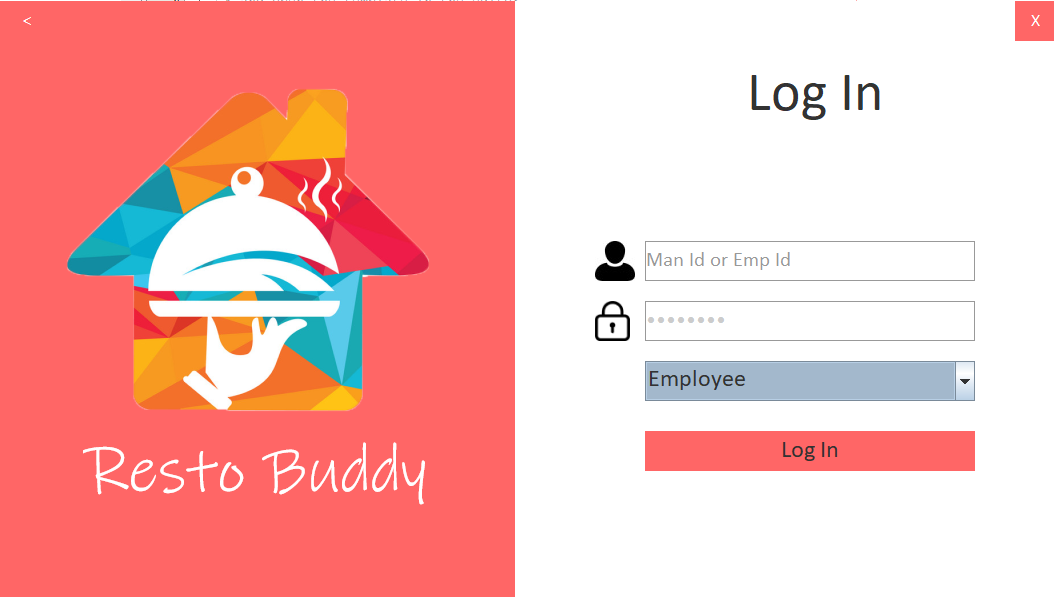 <
X
Log In
Man Id or Emp Id
••••••••
Employee
Log In
Resto Buddy